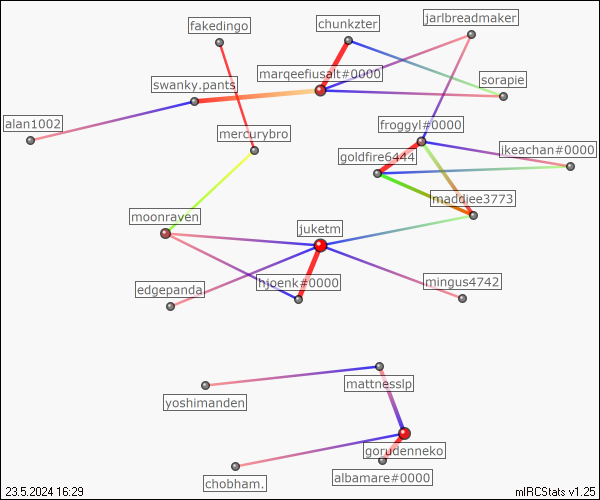 fakedingo
chunkzter
jarlbreadmaker
marqeefiusalt#0000
swanky.pants
sorapie
alan1002
froggyl#0000
mercurybro
ikeachan#0000
goldfire6444
maddiee3773
moonraven
juketm
hjoenk#0000
mingus4742
edgepanda
mattnesslp
yoshimanden
gorudenneko
albamare#0000
chobham.
23.5.2024 16:29
mIRCStats v1.25